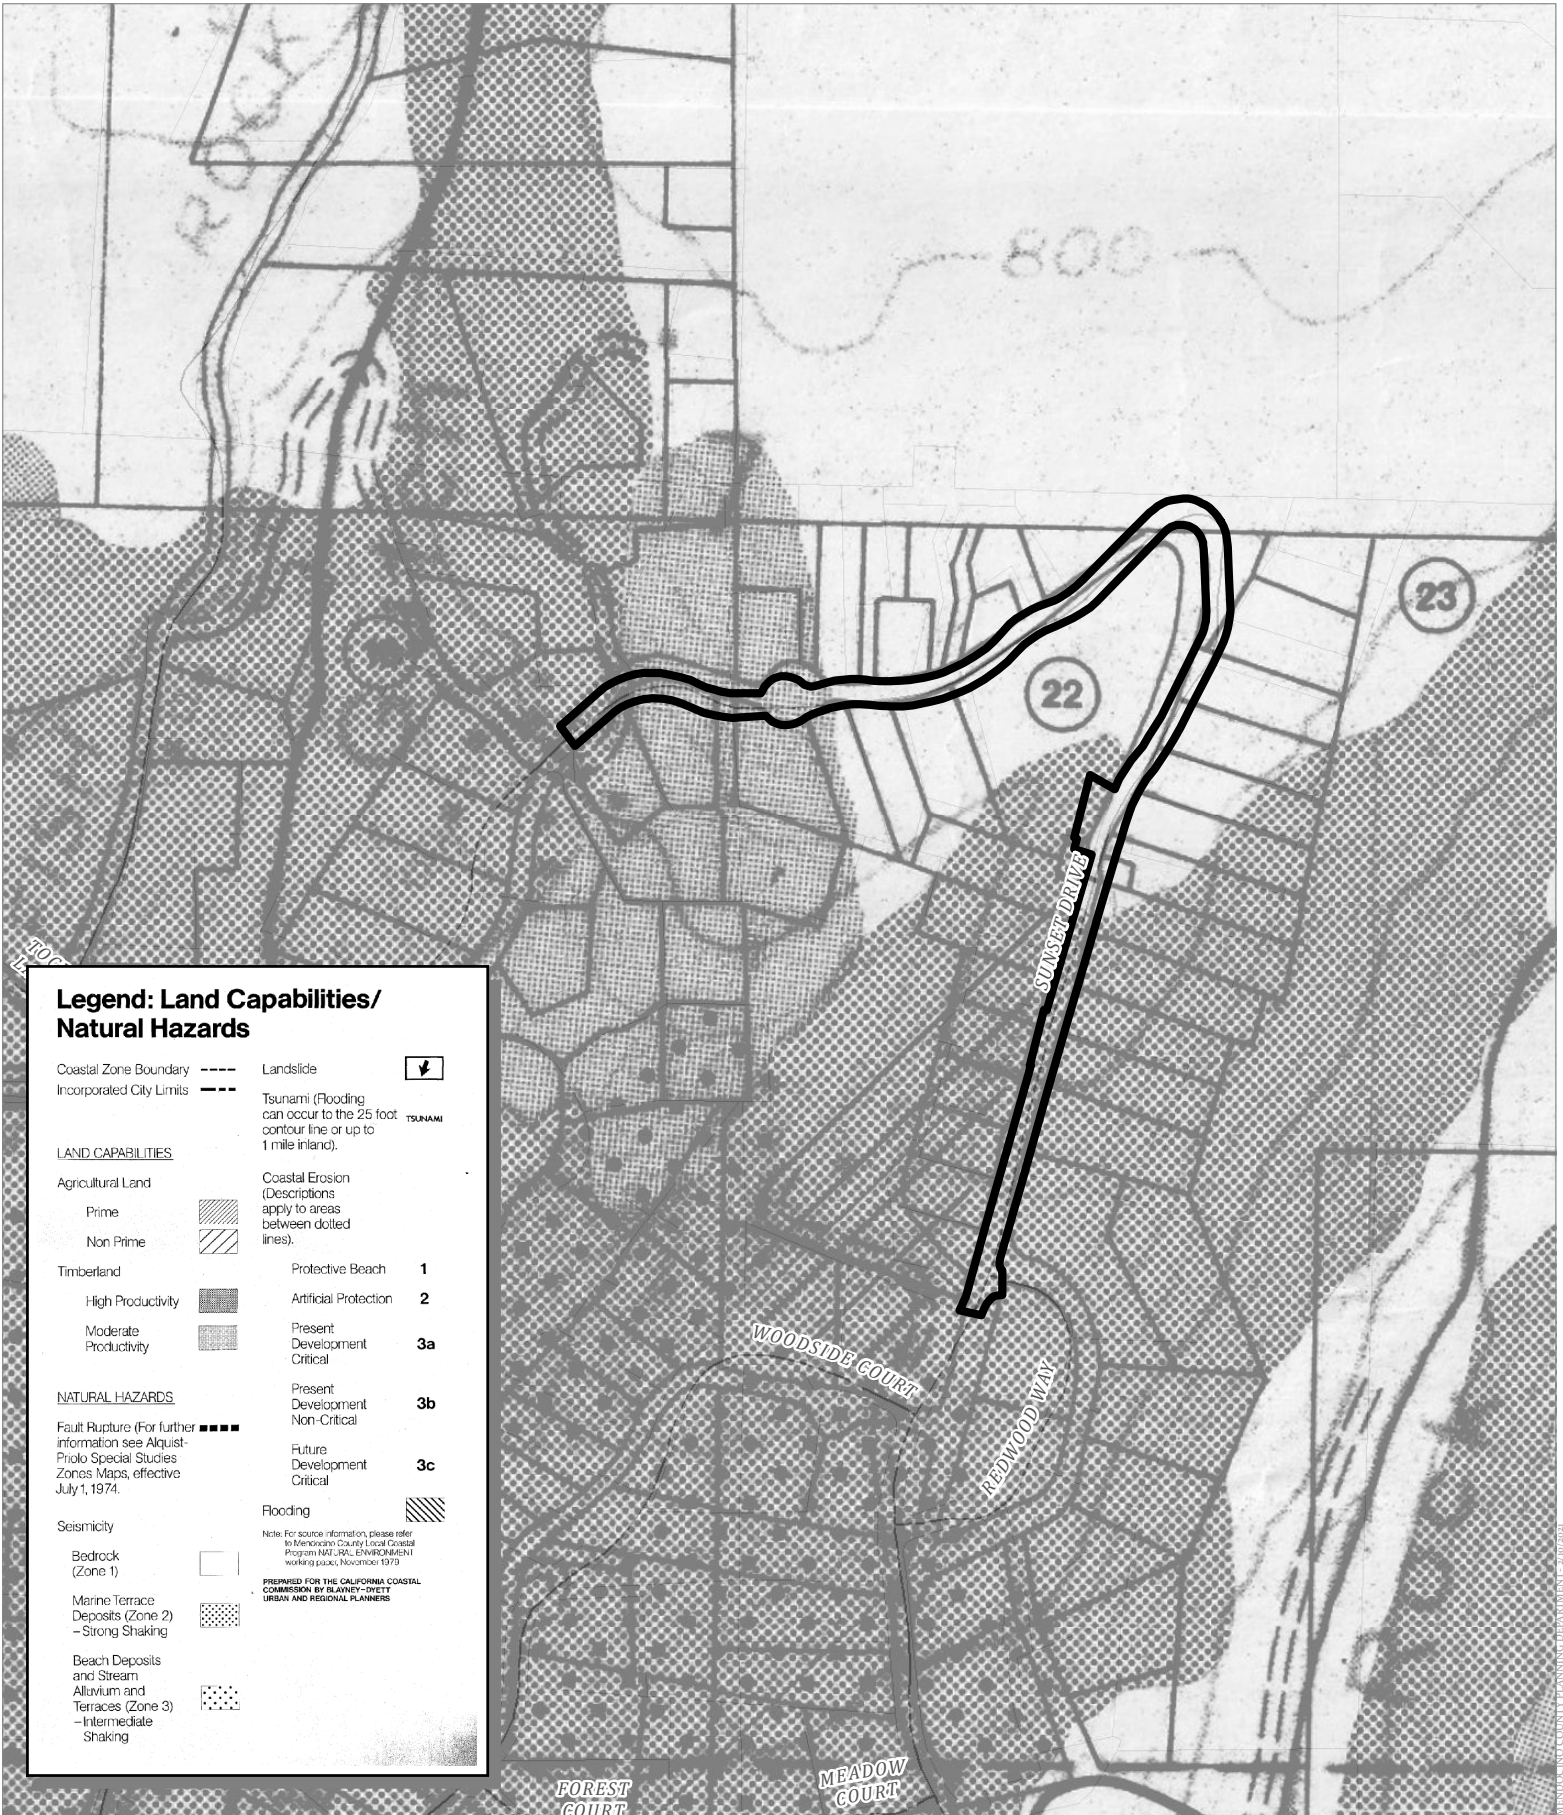 ROCKY
800
23
22
SUNSET DRIVE
WOODSIDE COURT
REDWOOD WAY
FOREST
COURT
MEADOW
COURT
Legend: Land Capabilities/
Natural Hazards
Coastal Zone Boundary
Incorporated City Limits
LAND CAPABILITIES
Agricultural Land
Prime
Non Prime
Timberland
High Productivity
Moderate
Productivity
NATURAL HAZARDS
Fault Rupture (For further
information see Alquist-
Priolo Special Studies
Zones Maps, effective
July 1, 1974.
Seismicity
Bedrock
(Zone 1)
Marine Terrace
Deposits (Zone 2)
–Strong Shaking
Beach Deposits
and Stream
Alluvium and
Terraces (Zone 3)
–Intermediate
Shaking
Landslide
Tsunami (Flooding
can occur to the 25 foot
contour line or up to
1 mile inland).
TSUNAMI
Coastal Erosion
(Descriptions
apply to areas
between dotted
lines).
Protective Beach 1
Artificial Protection 2
Present
Development 3a
Critical
Present
Development 3b
Non-Critical
Future
Development 3c
Critical
Flooding
Note: For source information, please refer
to Mendocino County Local Coastal
Program NATURAL ENVIRONMENT
working paper, November 1979
PREPARED FOR THE CALIFORNIA COASTAL
COMMISSION BY BLAYNEY–DYETT
URBAN AND REGIONAL PLANNERS
MENDOCINO COUNTY PLANNING DEPARTMENT